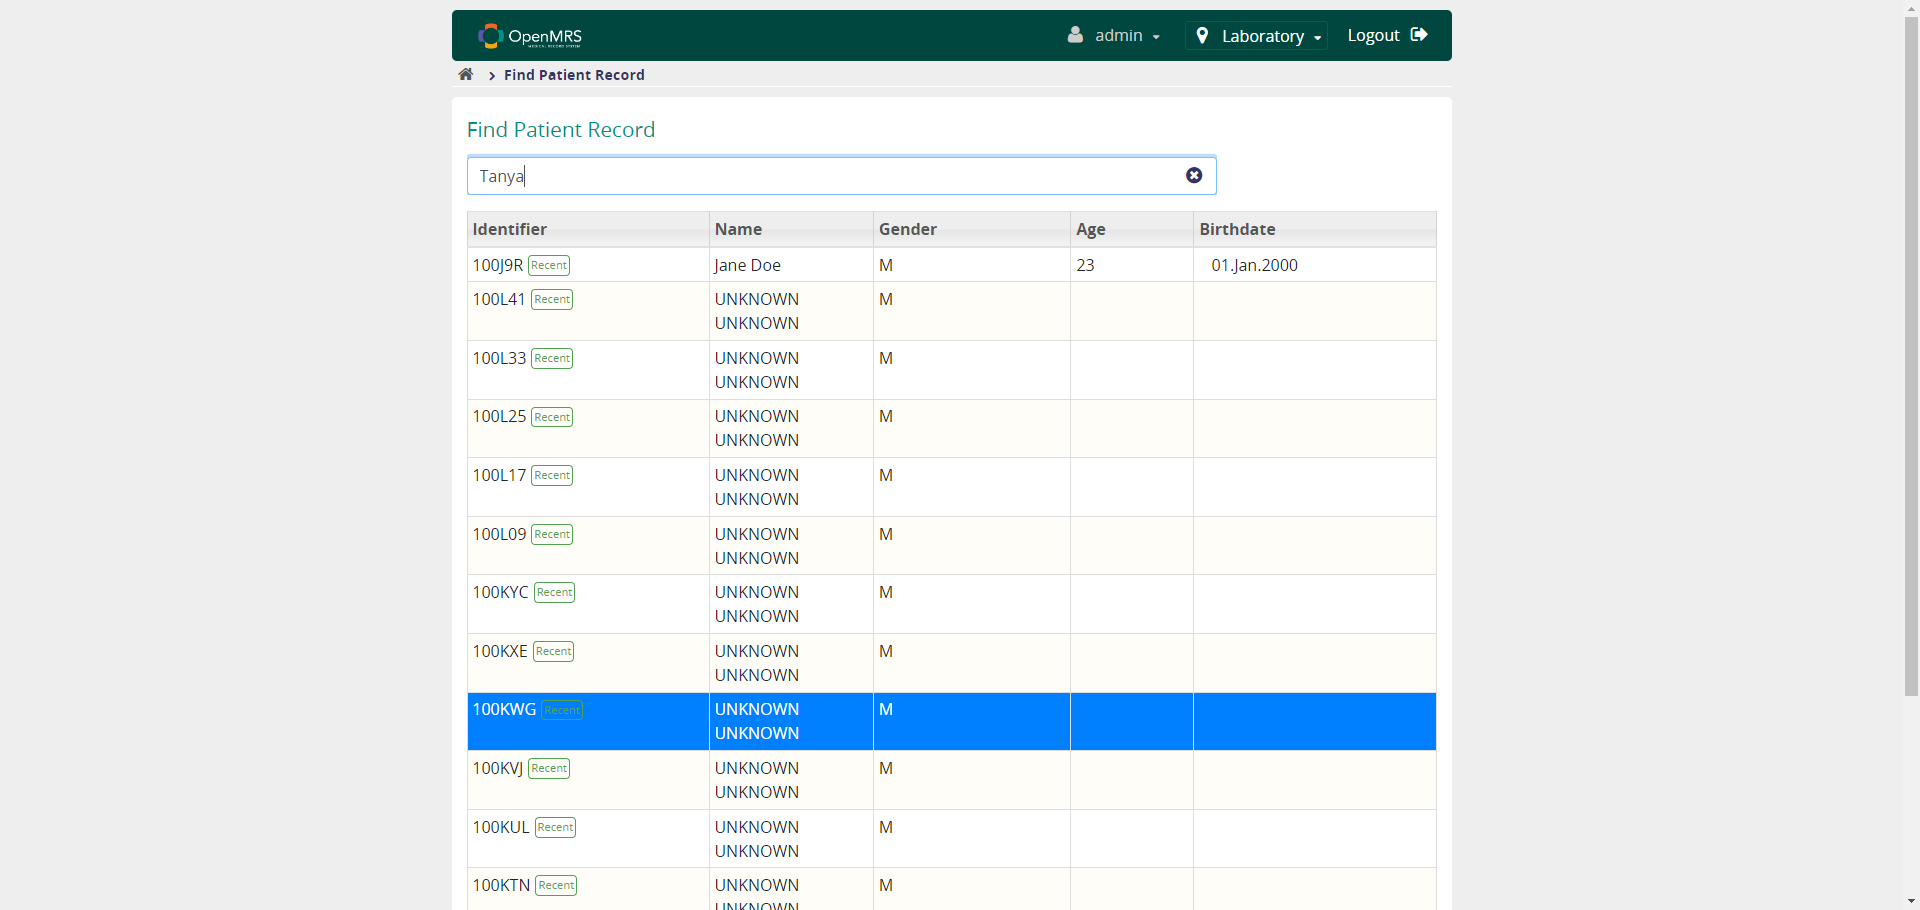 OpenMRS
admin
Laboratory
Logout
Find Patient Record
Find Patient Record
Tanya
Identifier Name Gender Age Birthdate
100J9R Recent Jane Doe M 23 01.Jan.2000
100L41 Recent UNKNOWN M
UNKNOWN
100L33 Recent UNKNOWN M
UNKNOWN
100L25 Recent UNKNOWN M
UNKNOWN
100L17 Recent UNKNOWN M
UNKNOWN
100L09 Recent UNKNOWN M
UNKNOWN
100KYC Recent UNKNOWN M
UNKNOWN
100KXE Recent UNKNOWN M
UNKNOWN
100KWG Recent UNKNOWN M
UNKNOWN
100KVJ Recent UNKNOWN M
UNKNOWN
100KUL Recent UNKNOWN M
UNKNOWN
100KTN Recent UNKNOWN M
UNKNOWN